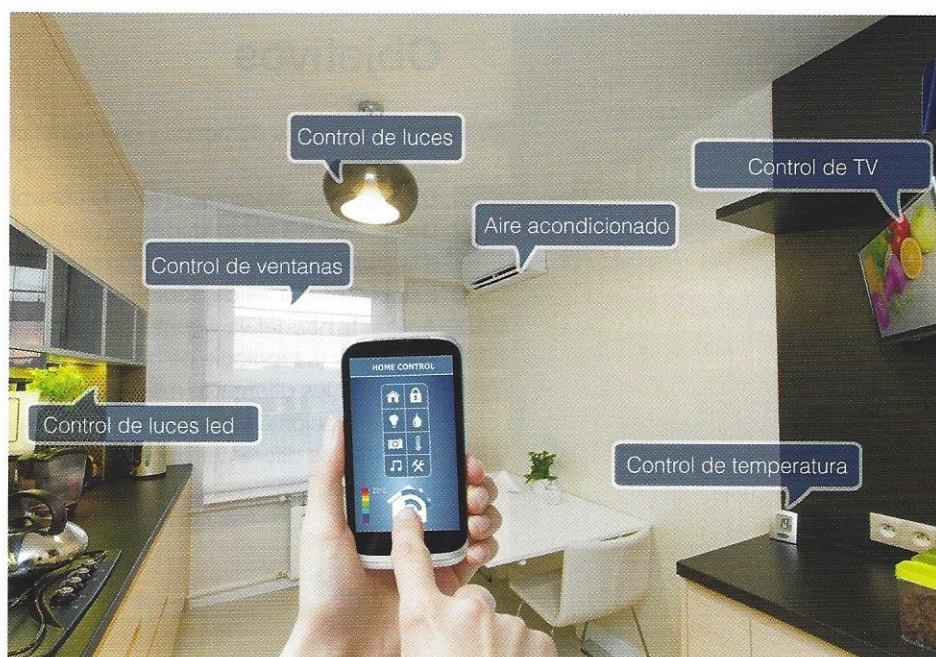 Control de luces
Control de TV
Aire acondicionado
Control de ventanas
HOME CONTROL
Control de luces led
Control de temperatura
21°C